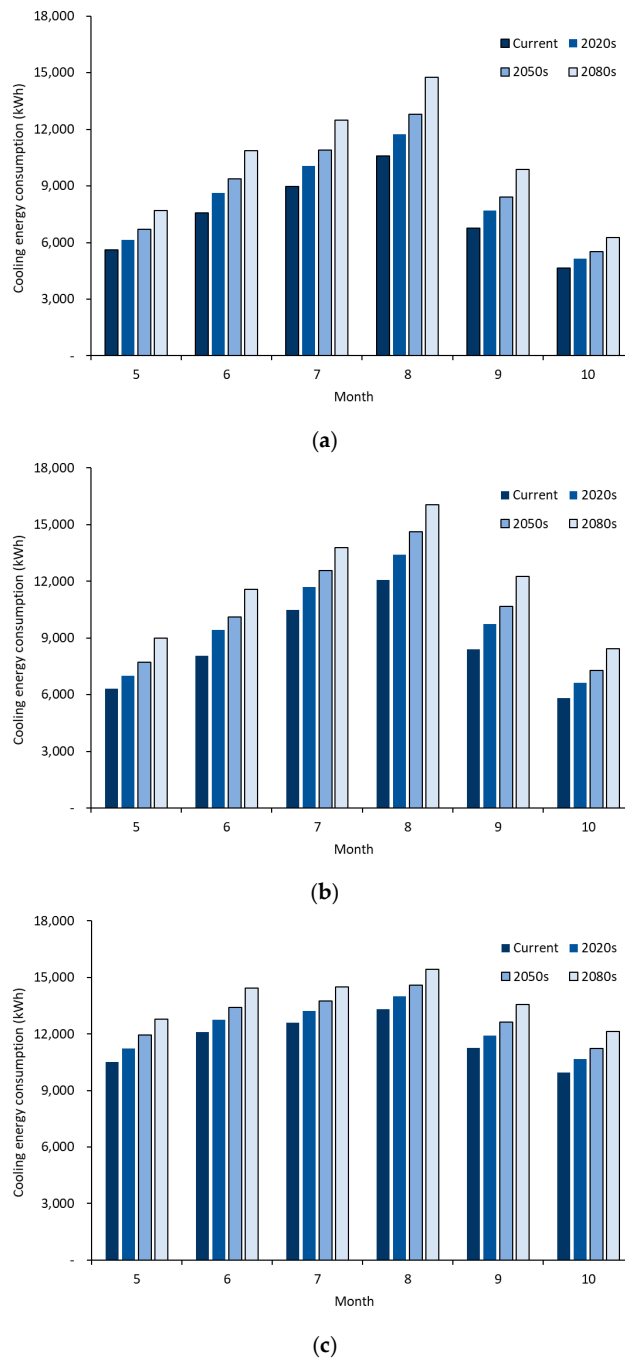 18,000
15,000
12,000
9,000
6,000
3,000
-
Cooling energy consumption (kWh)
Current 2020s
2050s 2080s
5 6 7 8 9 10
Month
(a)
18,000
15,000
12,000
9,000
6,000
3,000
-
Cooling energy consumption (kWh)
Current 2020s
2050s 2080s
5 6 7 8 9 10
Month
(b)
18,000
15,000
12,000
9,000
6,000
3,000
-
Cooling energy consumption (kWh)
Current 2020s
2050s 2080s
5 6 7 8 9 10
Month
(c)